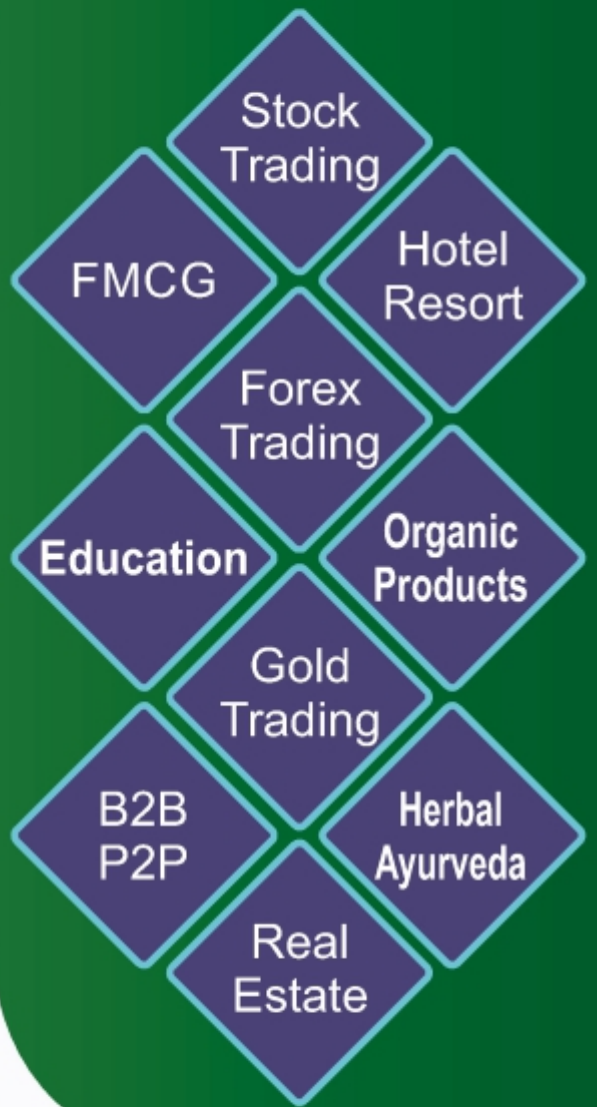 Stock
Trading
FMCG
Hotel
Resort
Forex
Trading
Education
Organic
Products
Gold
Trading
B2B
P2P
Herbal
Ayurveda
Real
Estate